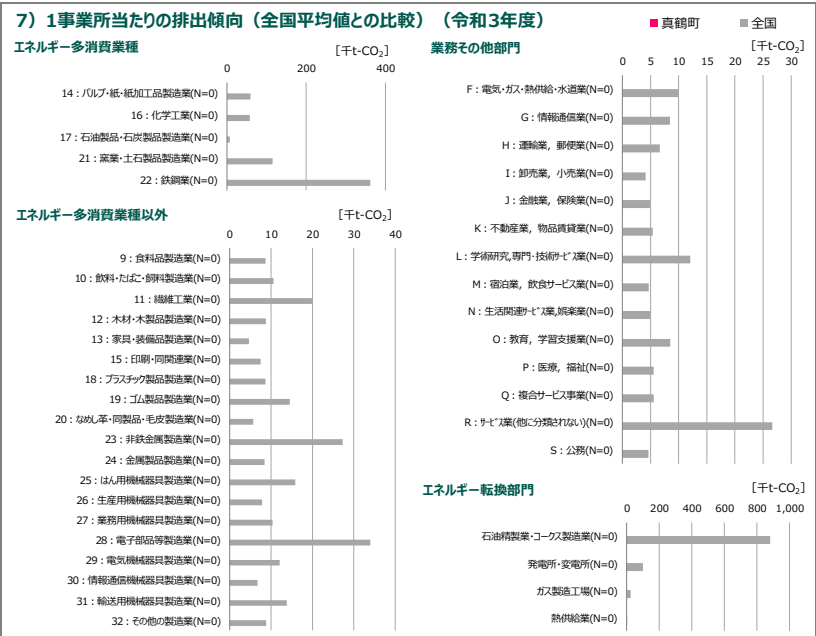 7）1事業所当たりの排出傾向（全国平均値との比較）（令和3年度）
■真鶴町 ■全国
エネルギー多消費業種
[千t-CO₂]
0 200 400
14：パルプ・紙・紙加工品製造業(N=0)
16：化学工業(N=0)
17：石油製品・石炭製品製造業(N=0)
21：窯業・土石製品製造業(N=0)
22：鉄鋼業(N=0)
エネルギー多消費業種以外
[千t-CO₂]
0 10 20 30 40
9：食料品製造業(N=0)
10：飲料・たばこ・飼料製造業(N=0)
11：繊維工業(N=0)
12：木材・木製品製造業(N=0)
13：家具・装備品製造業(N=0)
15：印刷・同関連業(N=0)
18：プラスチック製品製造業(N=0)
19：ゴム製品製造業(N=0)
20：なめし革・同製品・毛皮製造業(N=0)
23：非鉄金属製造業(N=0)
24：金属製品製造業(N=0)
25：はん用機械器具製造業(N=0)
26：生産用機械器具製造業(N=0)
27：業務用機械器具製造業(N=0)
28：電子部品等製造業(N=0)
29：電気機械器具製造業(N=0)
30：情報通信機械器具製造業(N=0)
31：輸送用機械器具製造業(N=0)
32：その他の製造業(N=0)
業務その他部門
[千t-CO₂]
0 5 10 15 20 25 30
F：電気・ガス・熱供給・水道業(N=0)
G：情報通信業(N=0)
H：運輸業，郵便業(N=0)
I：卸売業，小売業(N=0)
J：金融業，保険業(N=0)
K：不動産業，物品賃貸業(N=0)
L：学術研究,専門・技術ｻｰﾋﾞｽ業(N=0)
M：宿泊業，飲食サービス業(N=0)
N：生活関連ｻｰﾋﾞｽ業,娯楽業(N=0)
O：教育，学習支援業(N=0)
P：医療，福祉(N=0)
Q：複合サービス事業(N=0)
R：ｻｰﾋﾞｽ業(他に分類されない)(N=0)
S：公務(N=0)
エネルギー転換部門
[千t-CO₂]
0 200 400 600 800 1,000
石油精製業・コークス製造業(N=0)
発電所・変電所(N=0)
ガス製造工場(N=0)
熱供給業(N=0)